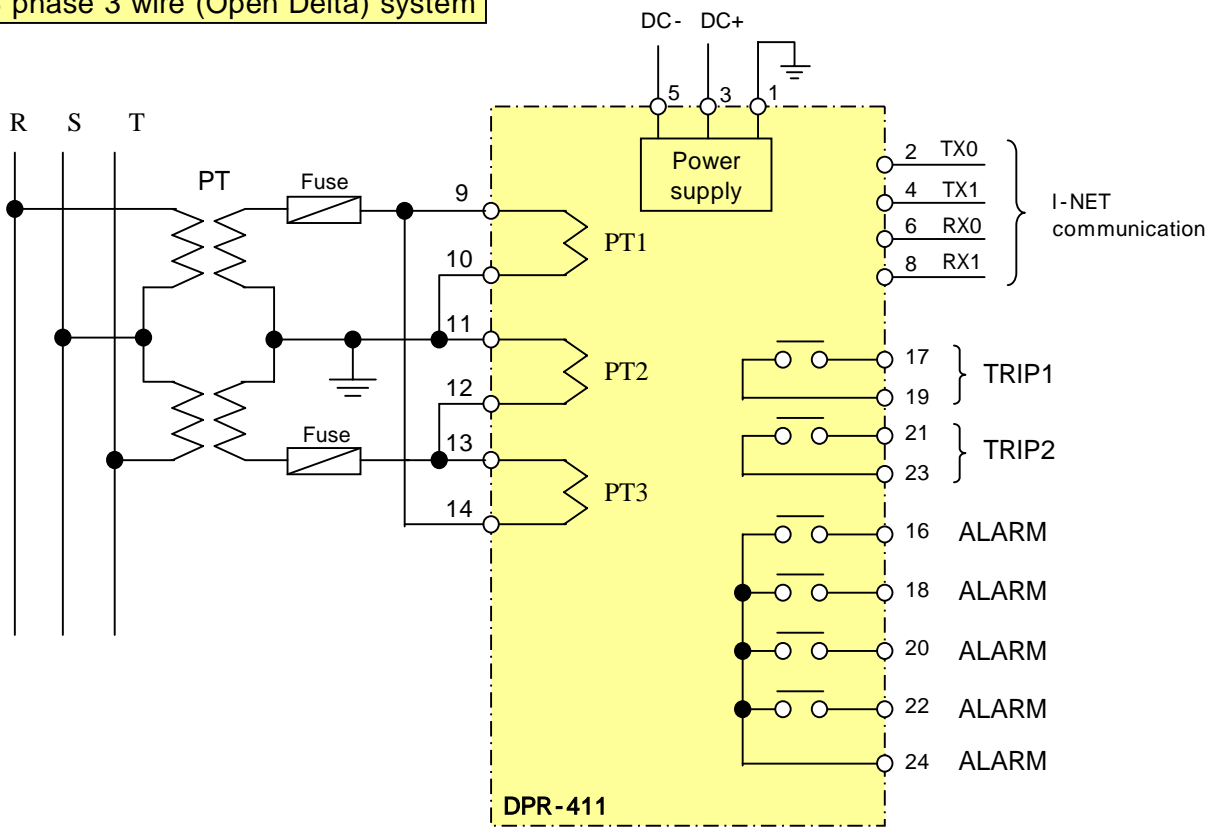 phase 3 wire (Open Delta) system
DC- DC+
5 3 1
R S T
Power
supply
PT
Fuse
9
10
PT1
11
12
PT2
Fuse
13
14
PT3
2 TX0
4 TX1
6 RX0
8 RX1
I-NET
communication
17
19
TRIP1
21
23
TRIP2
16 ALARM
18 ALARM
20 ALARM
22 ALARM
24 ALARM
DPR-411